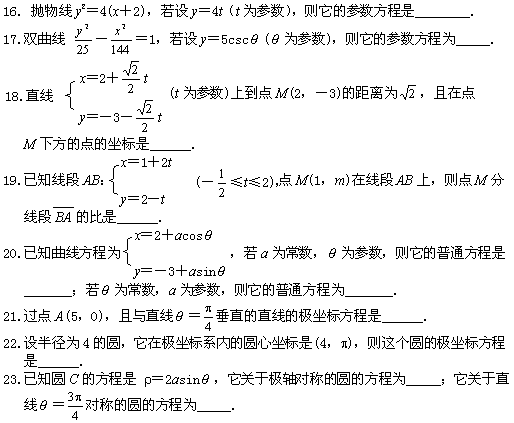 16. 抛物线y²=4(x+2)，若设y=4t（t为参数），则它的参数方程是________.
17.双曲线 y²/25－x²/144=1，若设y=5cscθ（θ为参数），则它的参数方程为_____.
18.直线 { x=2+(√2/2)t
y=－3－(√2/2)t (t为参数)上到点M(2，－3)的距离为√2，且在点
M下方的点的坐标是______.
19.已知线段AB: { x=1+2t
y=2－t (－1/2≤t≤2),点M(1，m)在线段AB上，则点M分
线段B̅A̅的比是______.
20.已知曲线方程为 { x=2+acosθ
y=－3+asinθ ，若a为常数，θ为参数，则它的普通方程是
_______；若θ为常数，a为参数，则它的普通方程为_______.
21.过点A(5，0)，且与直线θ=π/4垂直的直线的极坐标方程是______.
22.设半径为4的圆，它在极坐标系内的圆心坐标是(4，π)，则这个圆的极坐标方程
是______.
23.已知圆C的方程是 ρ=2asinθ，它关于极轴对称的圆的方程为_____；它关于直
线θ=3π/4对称的圆的方程为_____.